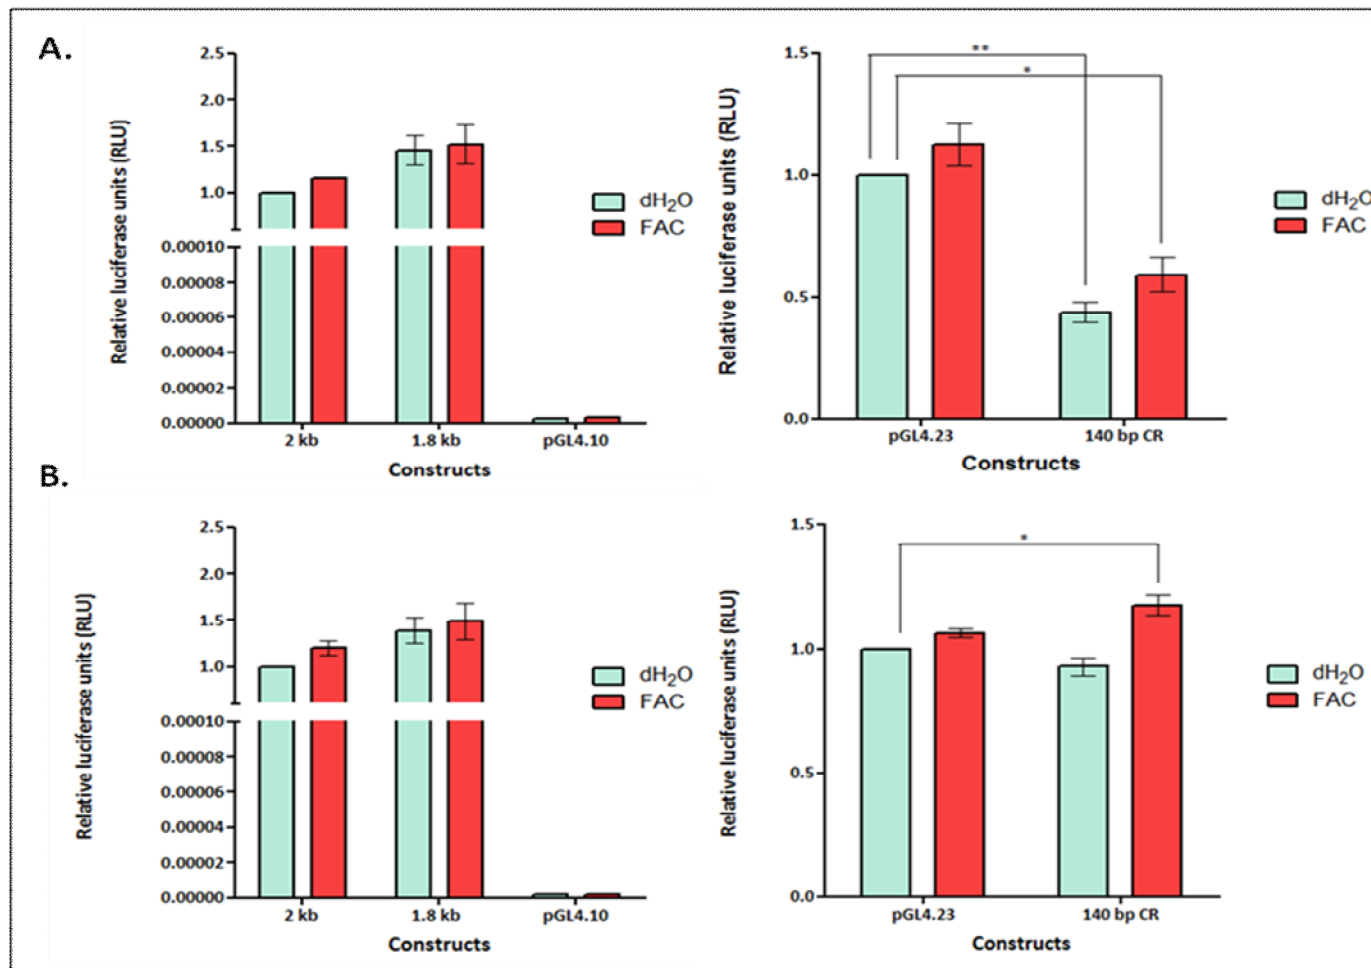 A.
Relative luciferase units (RLU)
2.5
2.0
1.5
1.0
0.00010
0.00008
0.00006
0.00004
0.00002
0.00000
2 kb 1.8 kb pGL4.10
Constructs
dH₂O
FAC
Relative luciferase units (RLU)
1.5
1.0
0.5
0.0
**
*
pGL4.23 140 bp CR
Constructs
dH₂O
FAC
B.
Relative luciferase units (RLU)
2.5
2.0
1.5
1.0
0.00010
0.00008
0.00006
0.00004
0.00002
0.00000
2 kb 1.8 kb pGL4.10
Constructs
dH₂O
FAC
Relative luciferase units (RLU)
1.5
1.0
0.5
0.0
*
pGL4.23 140 bp CR
Constructs
dH₂O
FAC